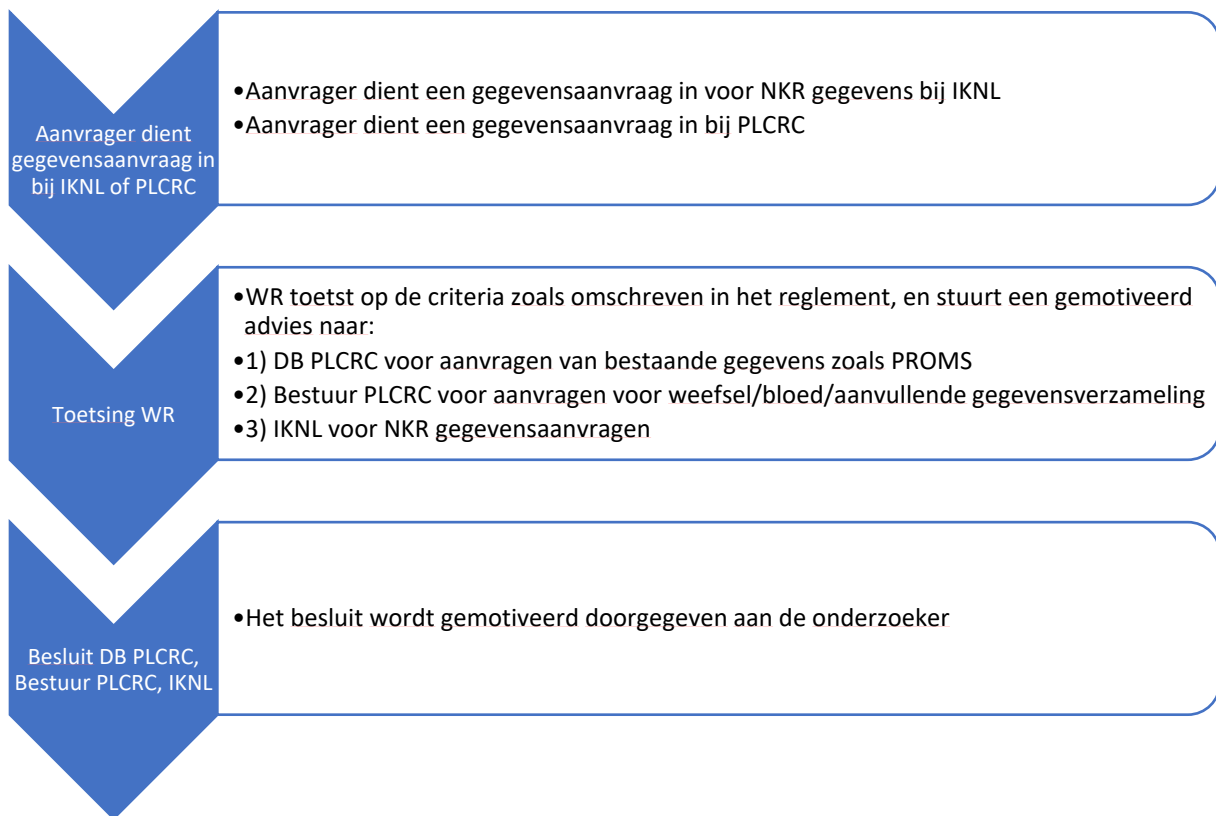 Aanvrager dient
gegevensaanvraag in
bij IKNL of PLCRC
•Aanvrager dient een gegevensaanvraag in voor NKR gegevens bij IKNL
•Aanvrager dient een gegevensaanvraag in bij PLCRC
Toetsing WR
•WR toetst op de criteria zoals omschreven in het reglement, en stuurt een gemotiveerd
advies naar:
•1) DB PLCRC voor aanvragen van bestaande gegevens zoals PROMS
•2) Bestuur PLCRC voor aanvragen voor weefsel/bloed/aanvullende gegevensverzameling
•3) IKNL voor NKR gegevensaanvragen
Besluit DB PLCRC,
Bestuur PLCRC, IKNL
•Het besluit wordt gemotiveerd doorgegeven aan de onderzoeker